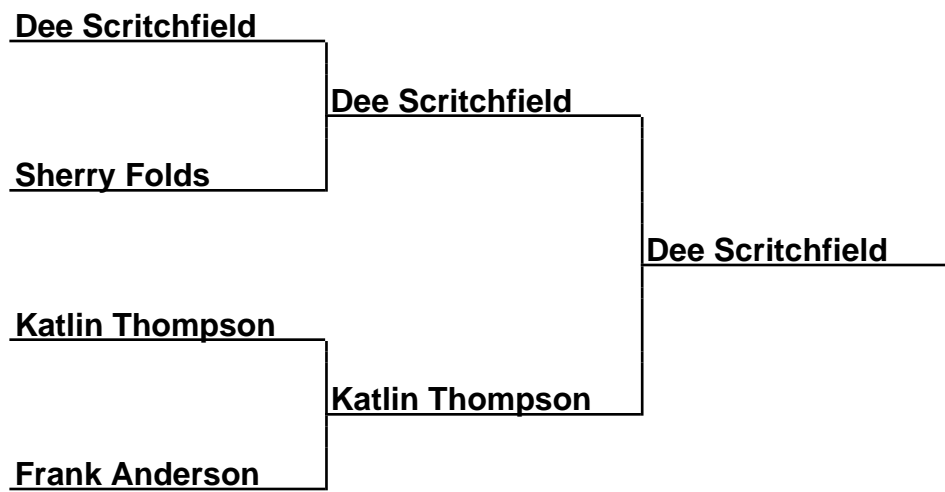 Dee Scritchfield
Dee Scritchfield
Sherry Folds
Dee Scritchfield
Katlin Thompson
Katlin Thompson
Frank Anderson